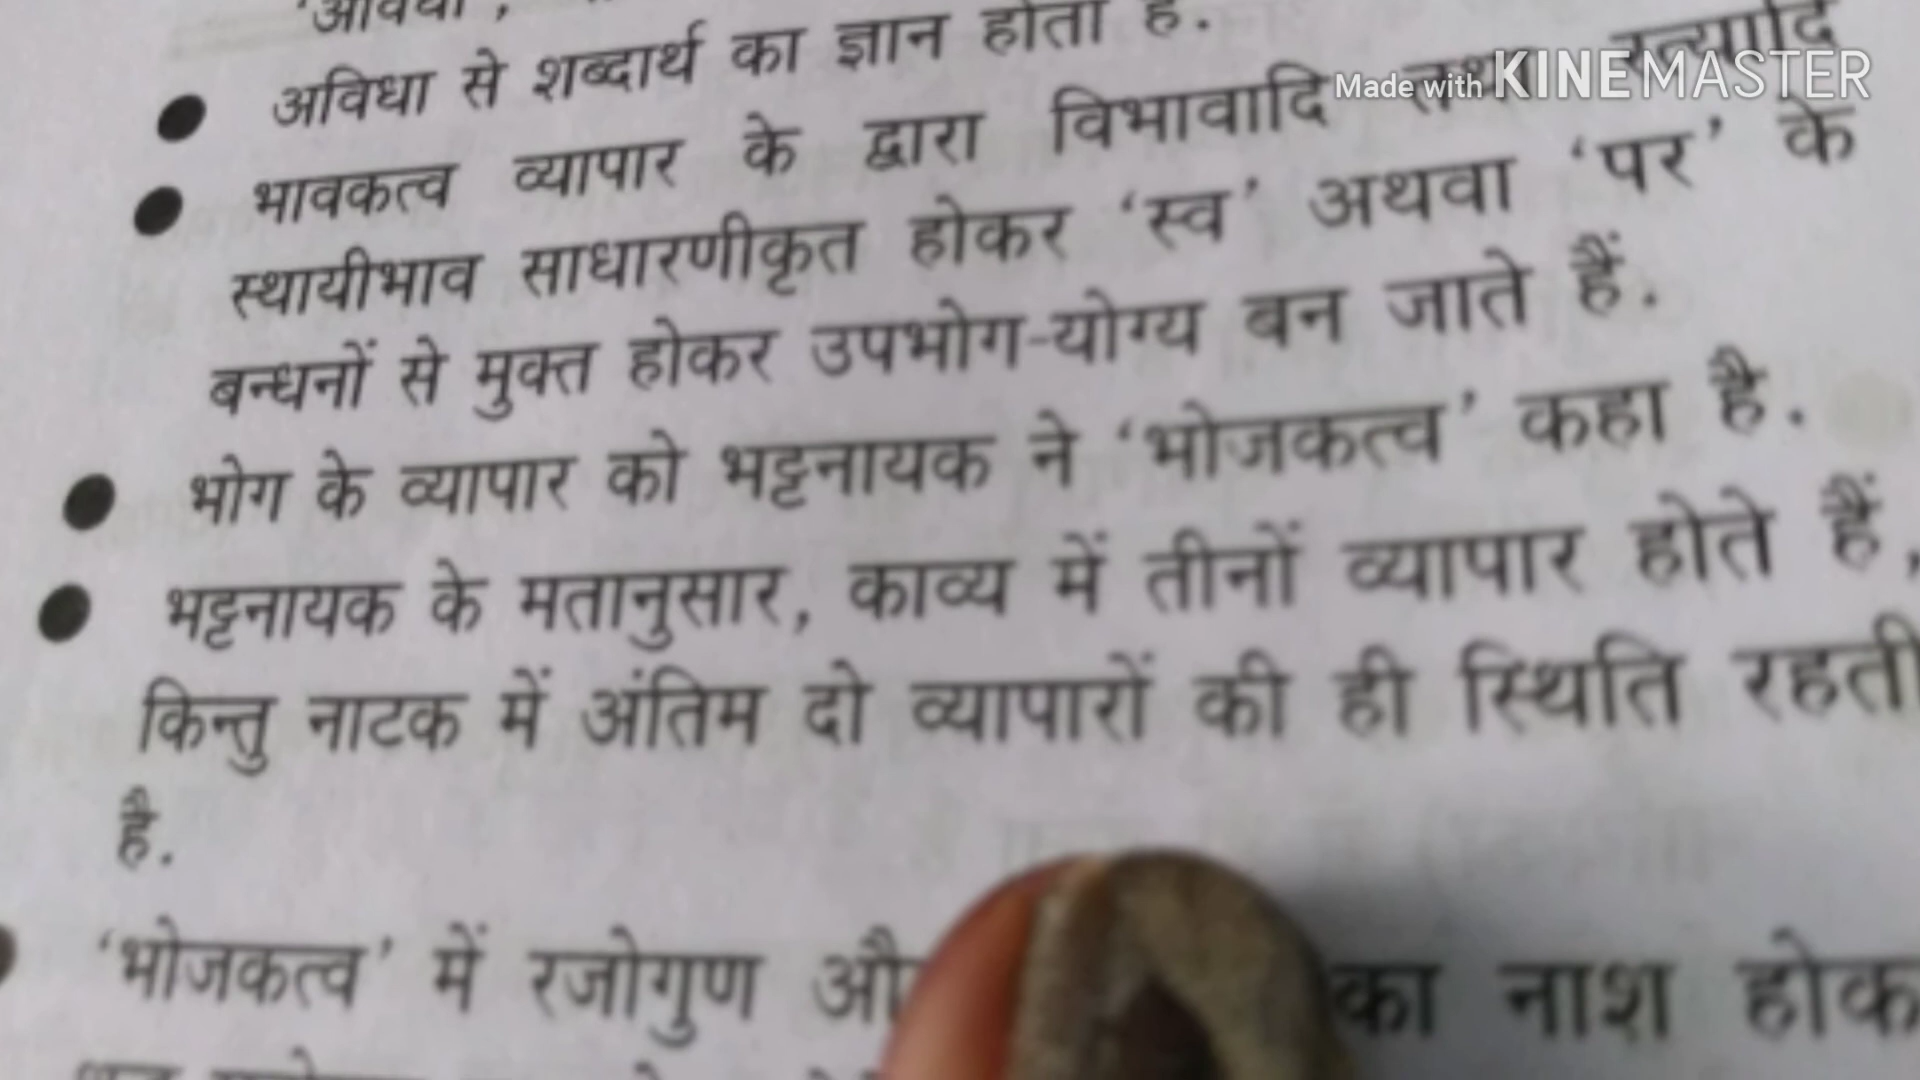 अविधा से शब्दार्थ का ज्ञान होता है.
Made with KINEMASTER
भावकत्व व्यापार के द्वारा विभावादि तथा
स्थायीभाव साधारणीकृत होकर ‘स्व’ अथवा ‘पर’ के
बन्धनों से मुक्त होकर उपभोग-योग्य बन जाते हैं.
भोग के व्यापार को भट्टनायक ने ‘भोजकत्व’ कहा है.
भट्टनायक के मतानुसार, काव्य में तीनों व्यापार होते हैं,
किन्तु नाटक में अंतिम दो व्यापारों की ही स्थिति रहती
है.
‘भोजकत्व’ में रजोगुण का नाश होक